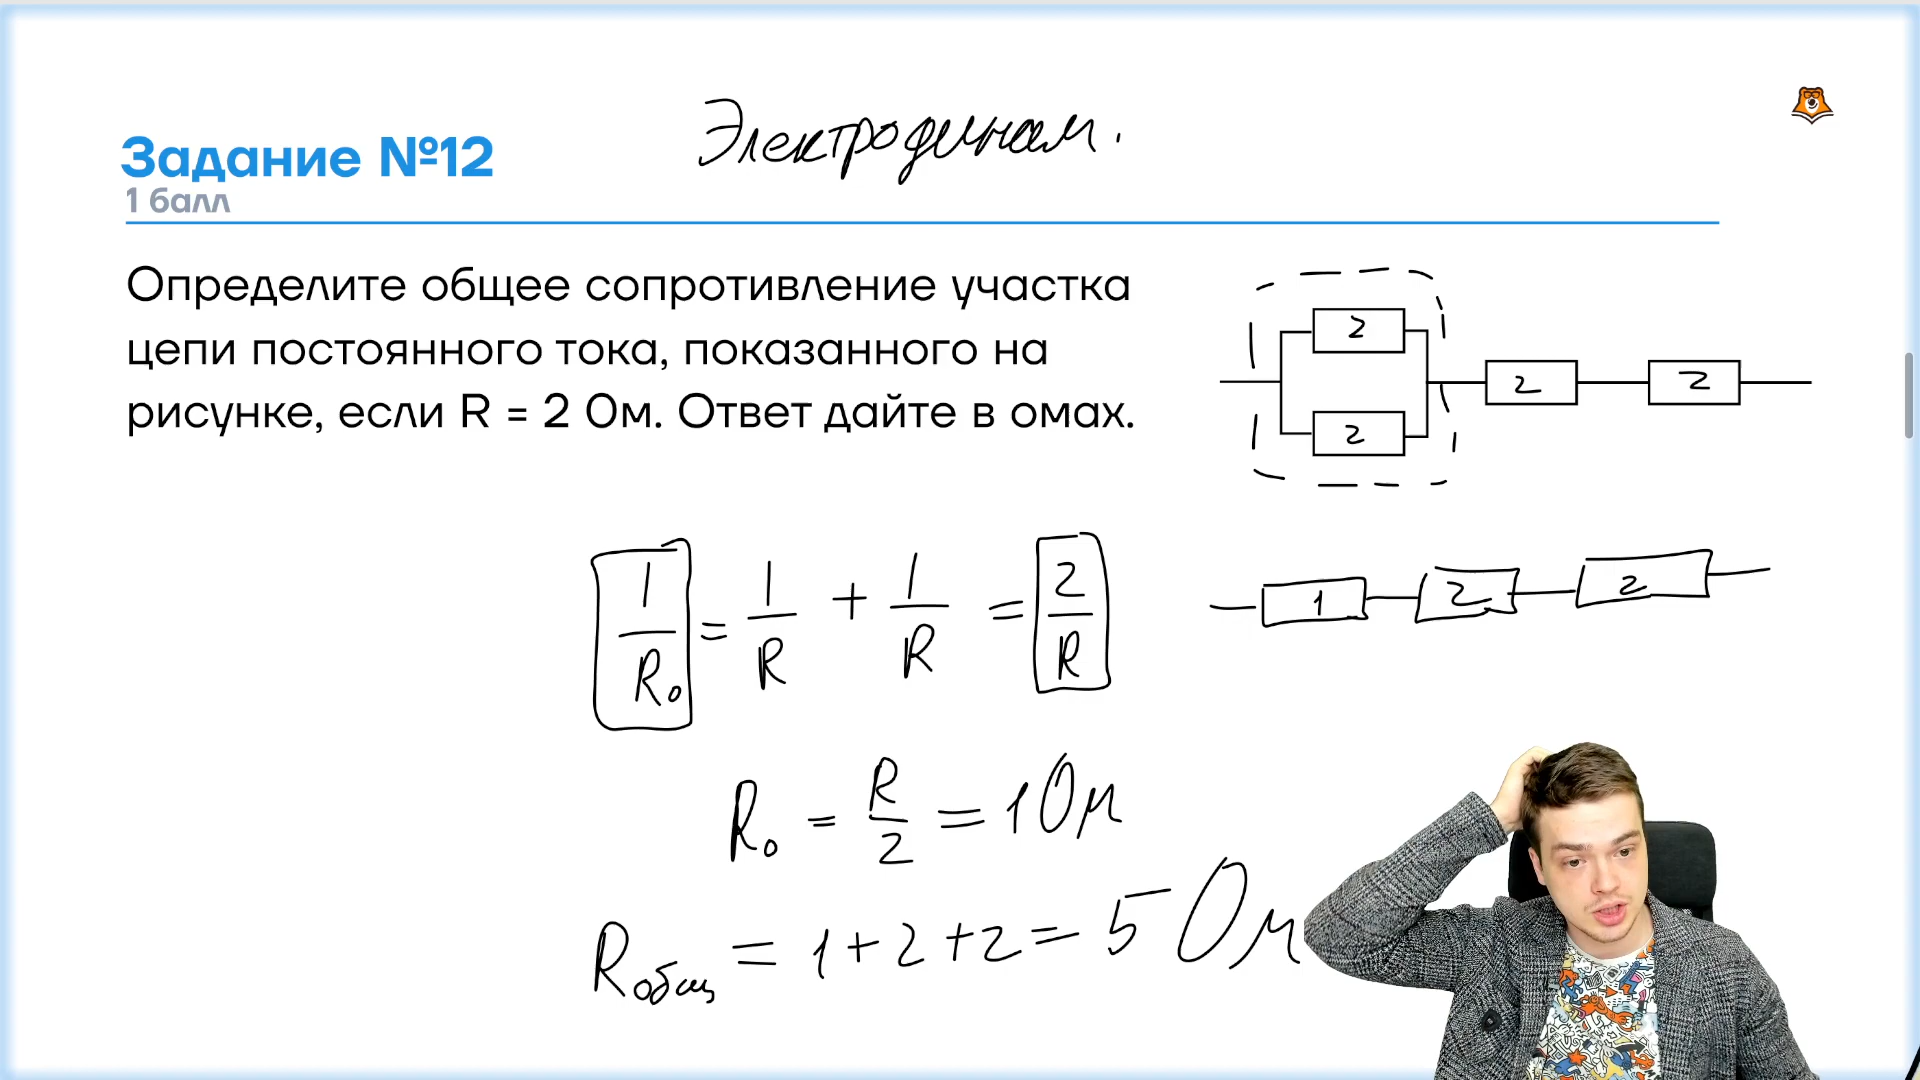 Электродинам.
Задание №12
1 балл
Определите общее сопротивление участка
цепи постоянного тока, показанного на
рисунке, если R = 2 Ом. Ответ дайте в омах.
2
2
2
2
1/R₀ = 1/R + 1/R = 2/R
1 2 2
R₀ = R/2 = 1 Ом
Rобщ = 1+2+2 = 5 Ом